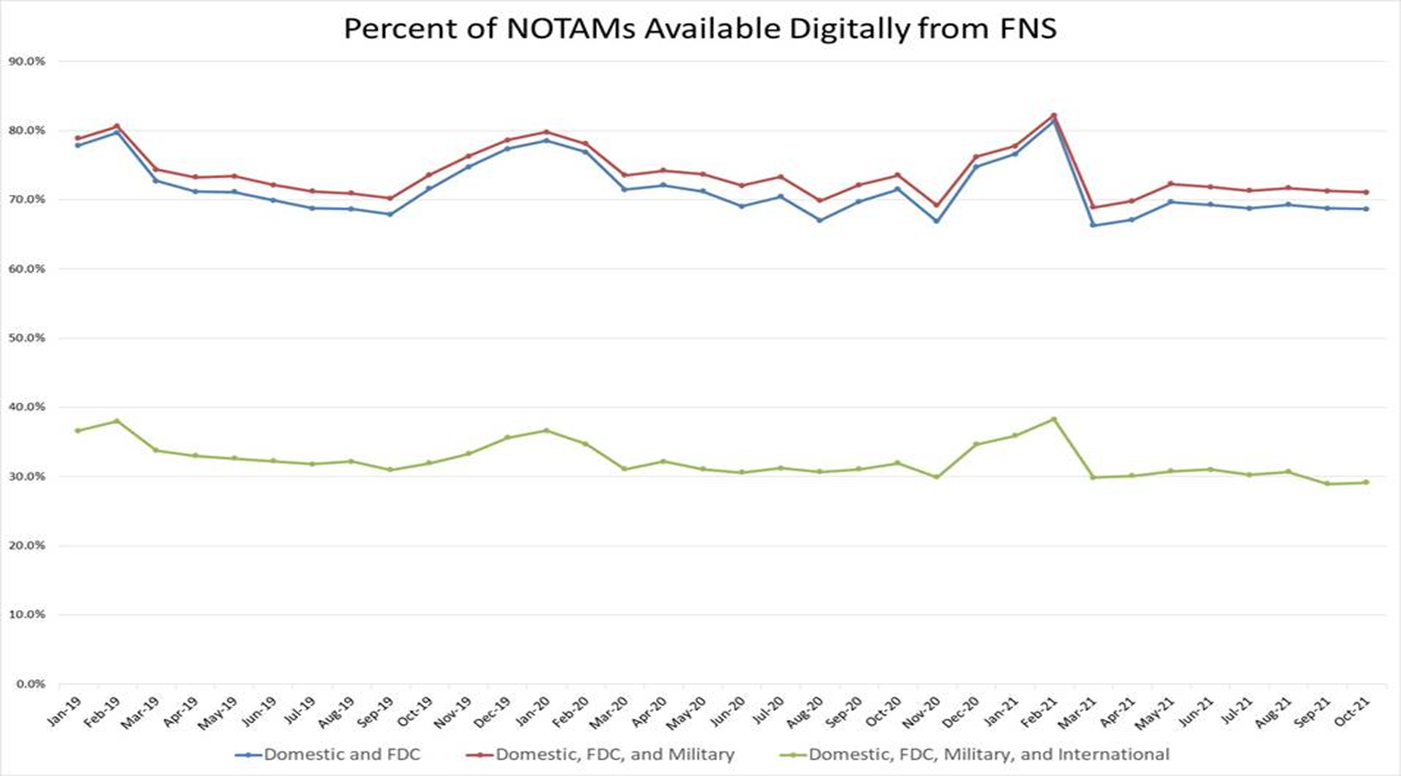 Percent of NOTAMs Available Digitally from FNS
90.0%
80.0%
70.0%
60.0%
50.0%
40.0%
30.0%
20.0%
10.0%
0.0%
Jan-19
Feb-19
Mar-19
Apr-19
May-19
Jun-19
Jul-19
Aug-19
Sep-19
Oct-19
Nov-19
Dec-19
Jan-20
Feb-20
Mar-20
Apr-20
May-20
Jun-20
Jul-20
Aug-20
Sep-20
Oct-20
Nov-20
Dec-20
Jan-21
Feb-21
Mar-21
Apr-21
May-21
Jun-21
Jul-21
Aug-21
Sep-21
Oct-21
Domestic and FDC
Domestic, FDC, and Military
Domestic, FDC, Military, and International